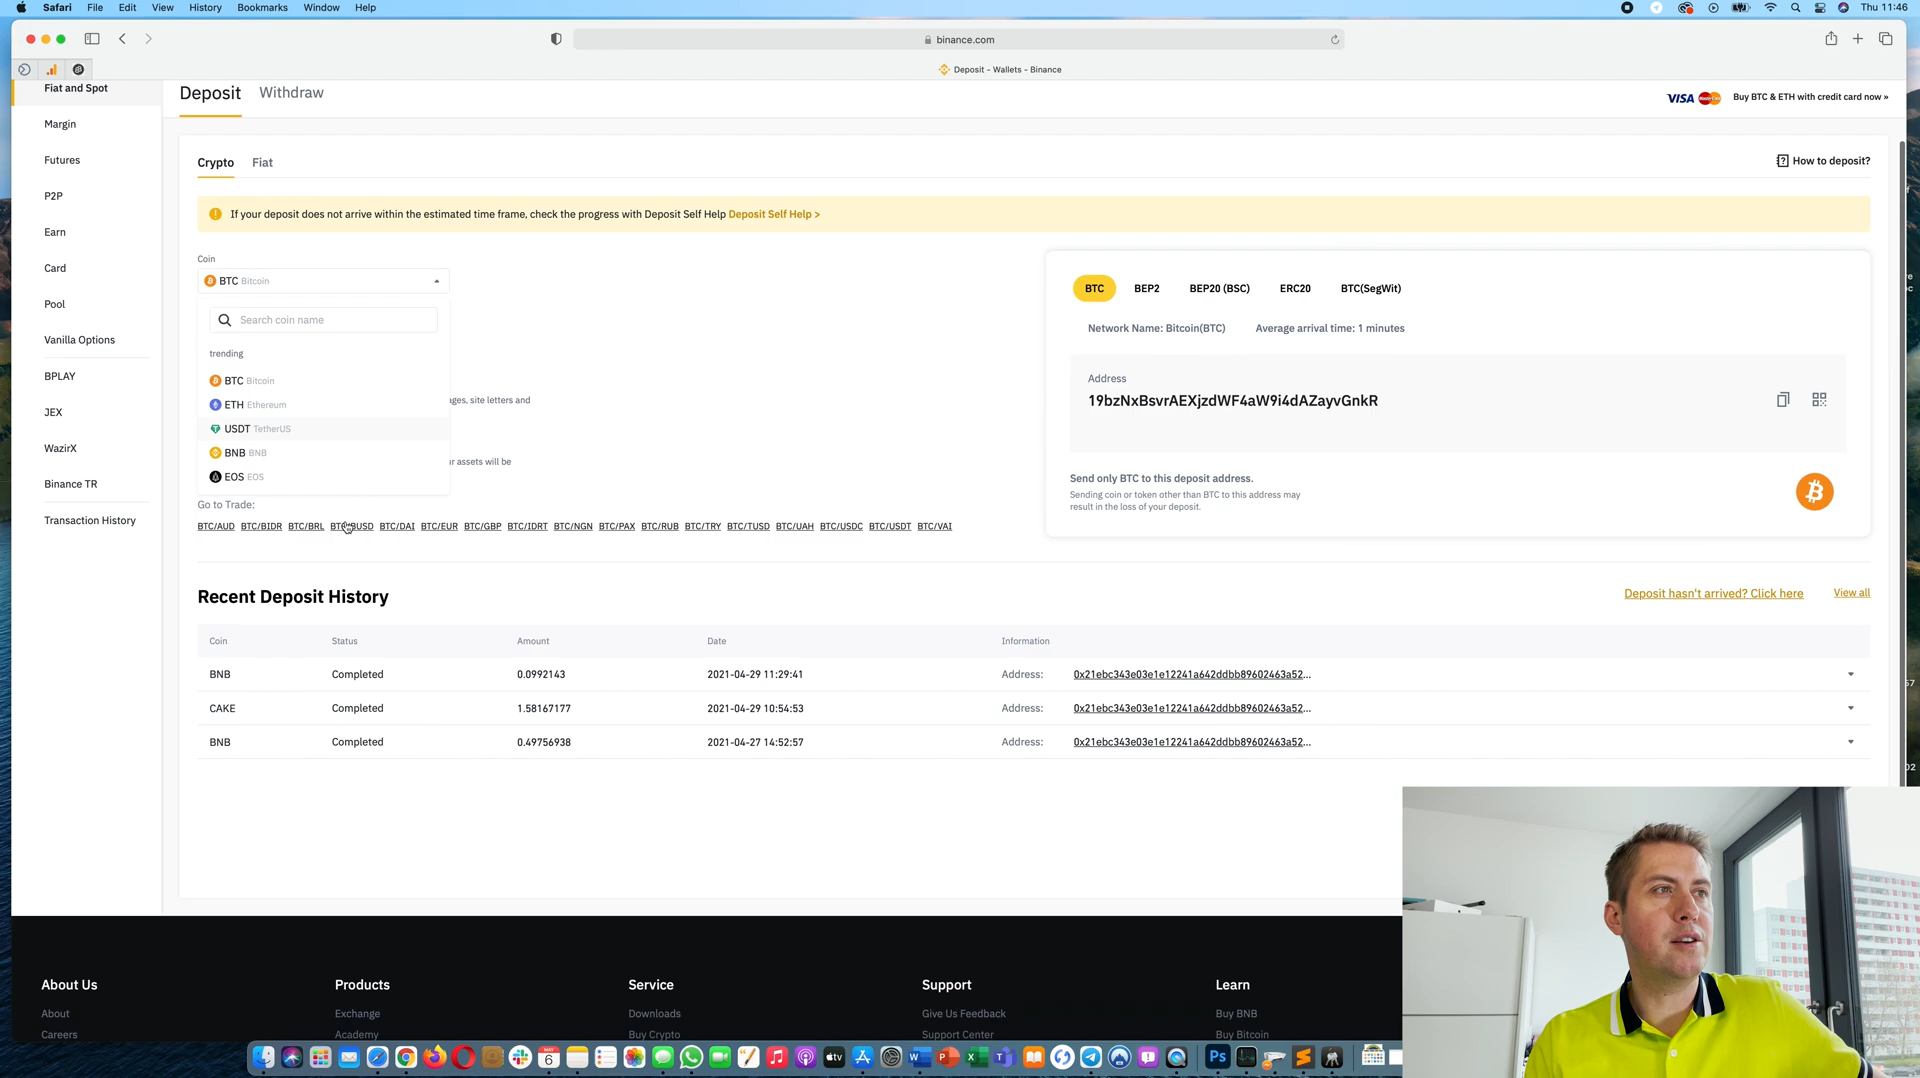 Safari File Edit View History Bookmarks Window Help
Thu 11:46
binance.com
Deposit - Wallets - Binance
Fiat and Spot
Margin
Futures
P2P
Earn
Card
Pool
Vanilla Options
BPLAY
JEX
WazirX
Binance TR
Transaction History
Deposit Withdraw
VISA Buy BTC & ETH with credit card now »
Crypto Fiat
How to deposit?
If your deposit does not arrive within the estimated time frame, check the progress with Deposit Self Help Deposit Self Help >
Coin
BTC Bitcoin
Search coin name
trending
BTC Bitcoin
ETH Ethereum
USDT TetherUS
BNB BNB
EOS EOS
ages, site letters and
ur assets will be
Go to Trade:
BTC/AUD BTC/BIDR BTC/BRL BTC/BUSD BTC/DAI BTC/EUR BTC/GBP BTC/IDRT BTC/NGN BTC/PAX BTC/RUB BTC/TRY BTC/TUSD BTC/UAH BTC/USDC BTC/USDT BTC/VAI
BTC BEP2 BEP20 (BSC) ERC20 BTC(SegWit)
Network Name: Bitcoin(BTC) Average arrival time: 1 minutes
Address
19bzNxBsvrAEXjzdWF4aW9i4dAZayvGnkR
Send only BTC to this deposit address.
Sending coin or token other than BTC to this address may
result in the loss of your deposit.
Recent Deposit History
Deposit hasn't arrived? Click here View all
Coin Status Amount Date Information
BNB Completed 0.0992143 2021-04-29 11:29:41 Address: 0x21ebc343e03e1e12241a642ddbb89602463a52...
CAKE Completed 1.58167177 2021-04-29 10:54:53 Address: 0x21ebc343e03e1e12241a642ddbb89602463a52...
BNB Completed 0.49756938 2021-04-27 14:52:57 Address: 0x21ebc343e03e1e12241a642ddbb89602463a52...
About Us Products Service Support Learn
About Exchange Downloads Give Us Feedback Buy BNB
Careers Academy Buy Crypto Support Center Buy Bitcoin